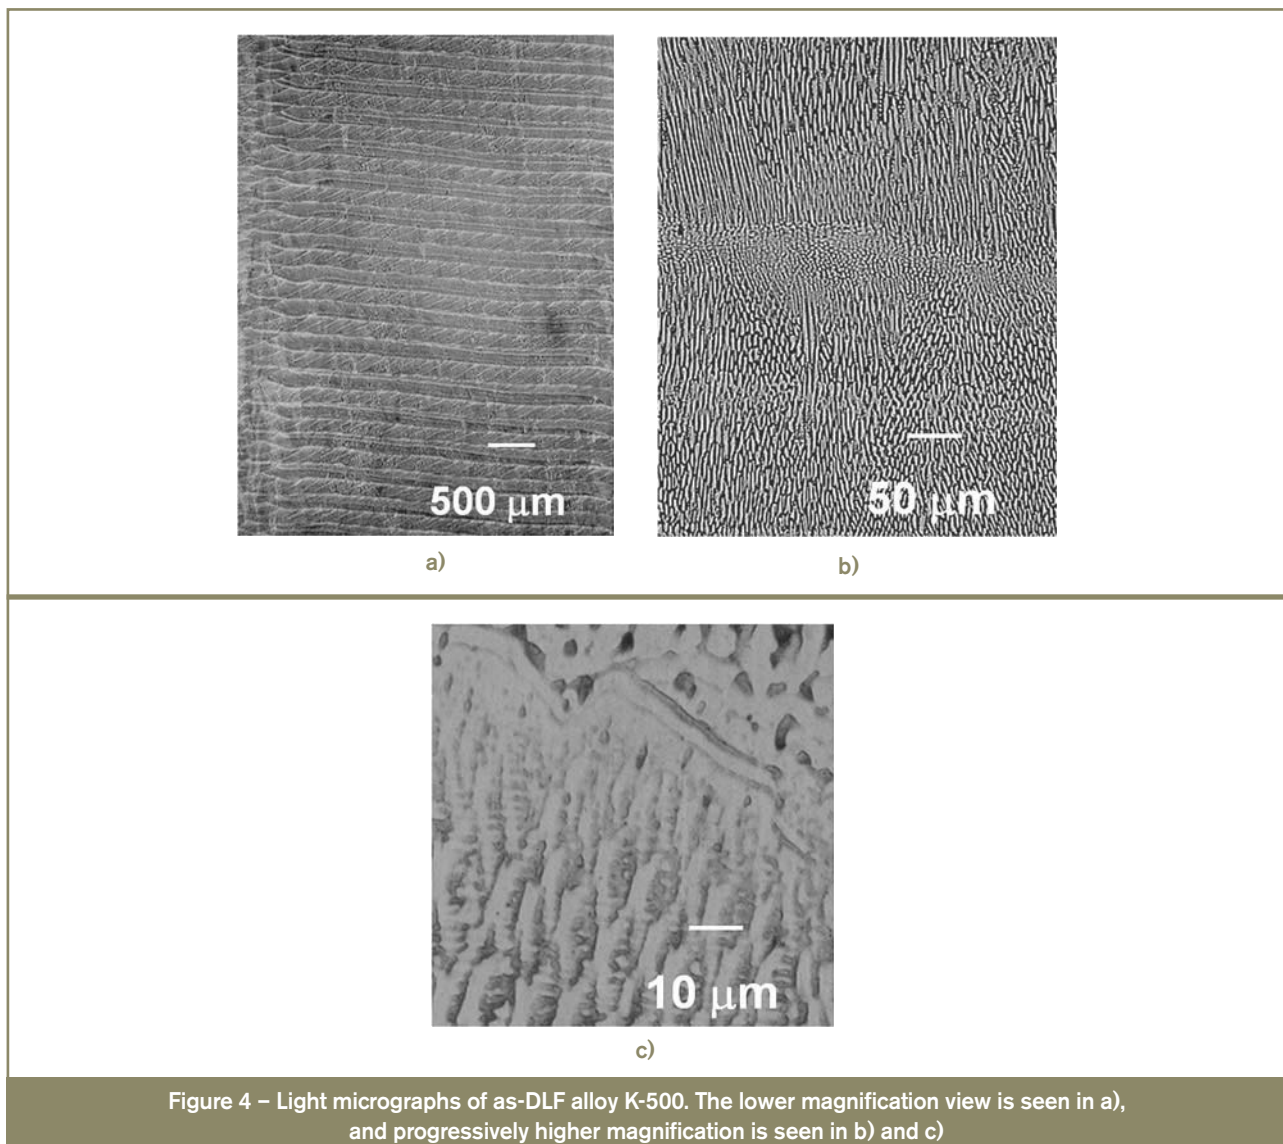 500 μm
50 μm
a)
b)
10 μm
c)
Figure 4 – Light micrographs of as-DLF alloy K-500. The lower magnification view is seen in a),
and progressively higher magnification is seen in b) and c)